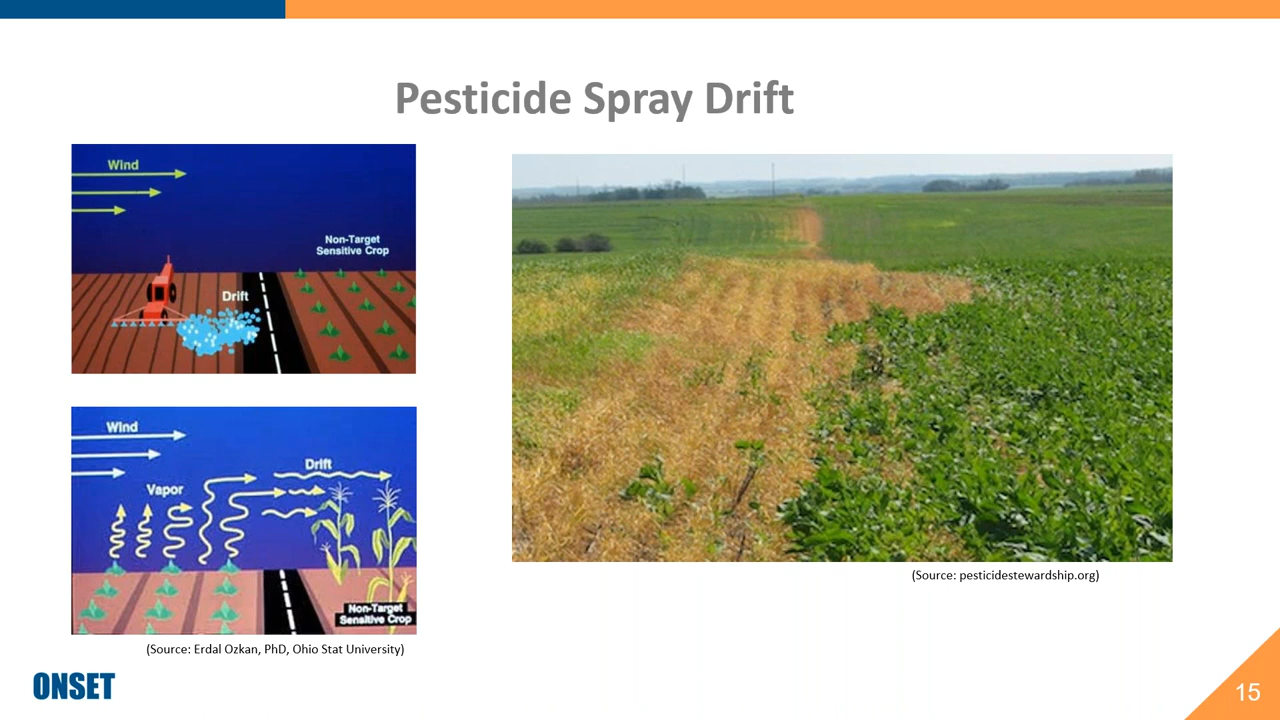 Pesticide Spray Drift
Wind
Non-Target
Sensitive Crop
Drift
Wind
Drift
Vapor
Non-Target
Sensitive Crop
(Source: Erdal Ozkan, PhD, Ohio Stat University)
(Source: pesticidestewardship.org)
ONSET
15